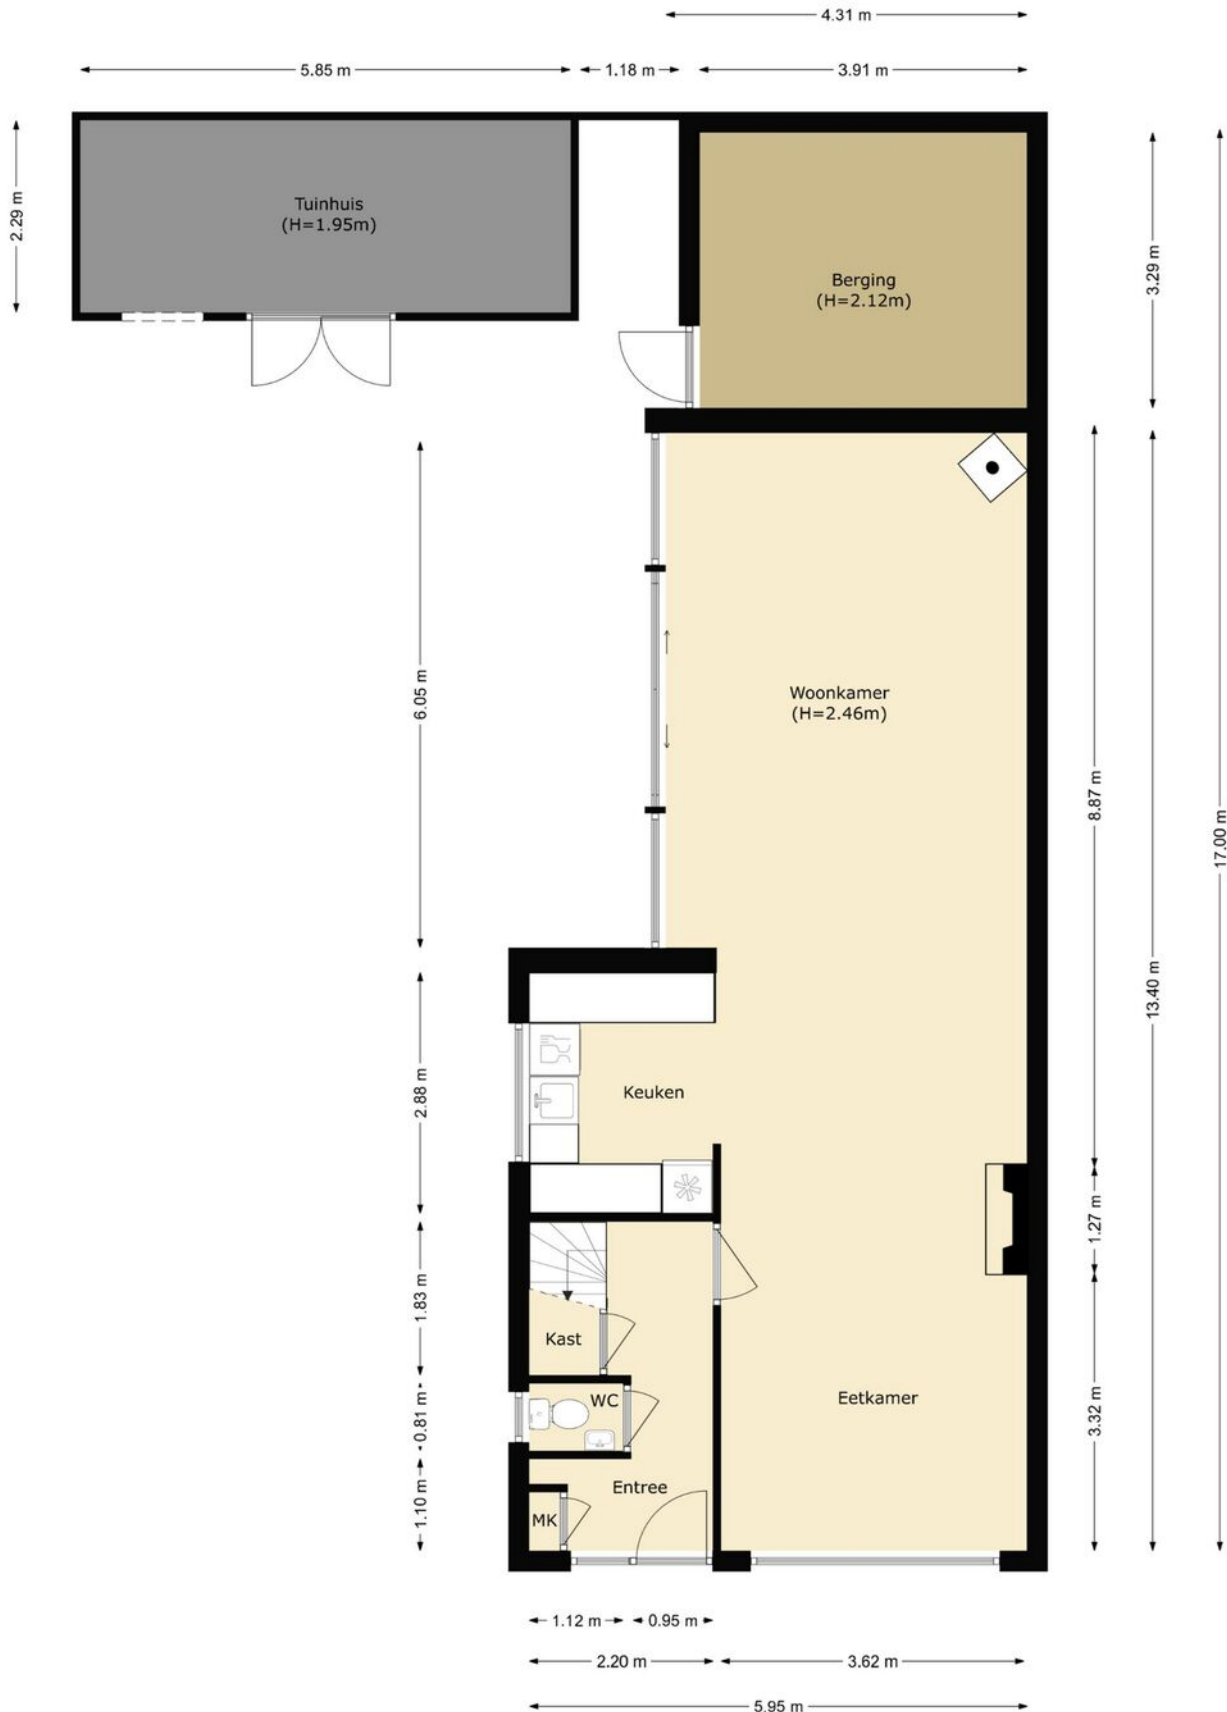 4.31 m
5.85 m
1.18 m
3.91 m
2.29 m
Tuinhuis
(H=1.95m)
Berging
(H=2.12m)
3.29 m
6.05 m
Woonkamer
(H=2.46m)
8.87 m
17.00 m
13.40 m
2.88 m
Keuken
1.27 m
1.83 m
Kast
WC
0.81 m
Eetkamer
3.32 m
Entree
1.10 m
MK
1.12 m
0.95 m
2.20 m
3.62 m
5.95 m